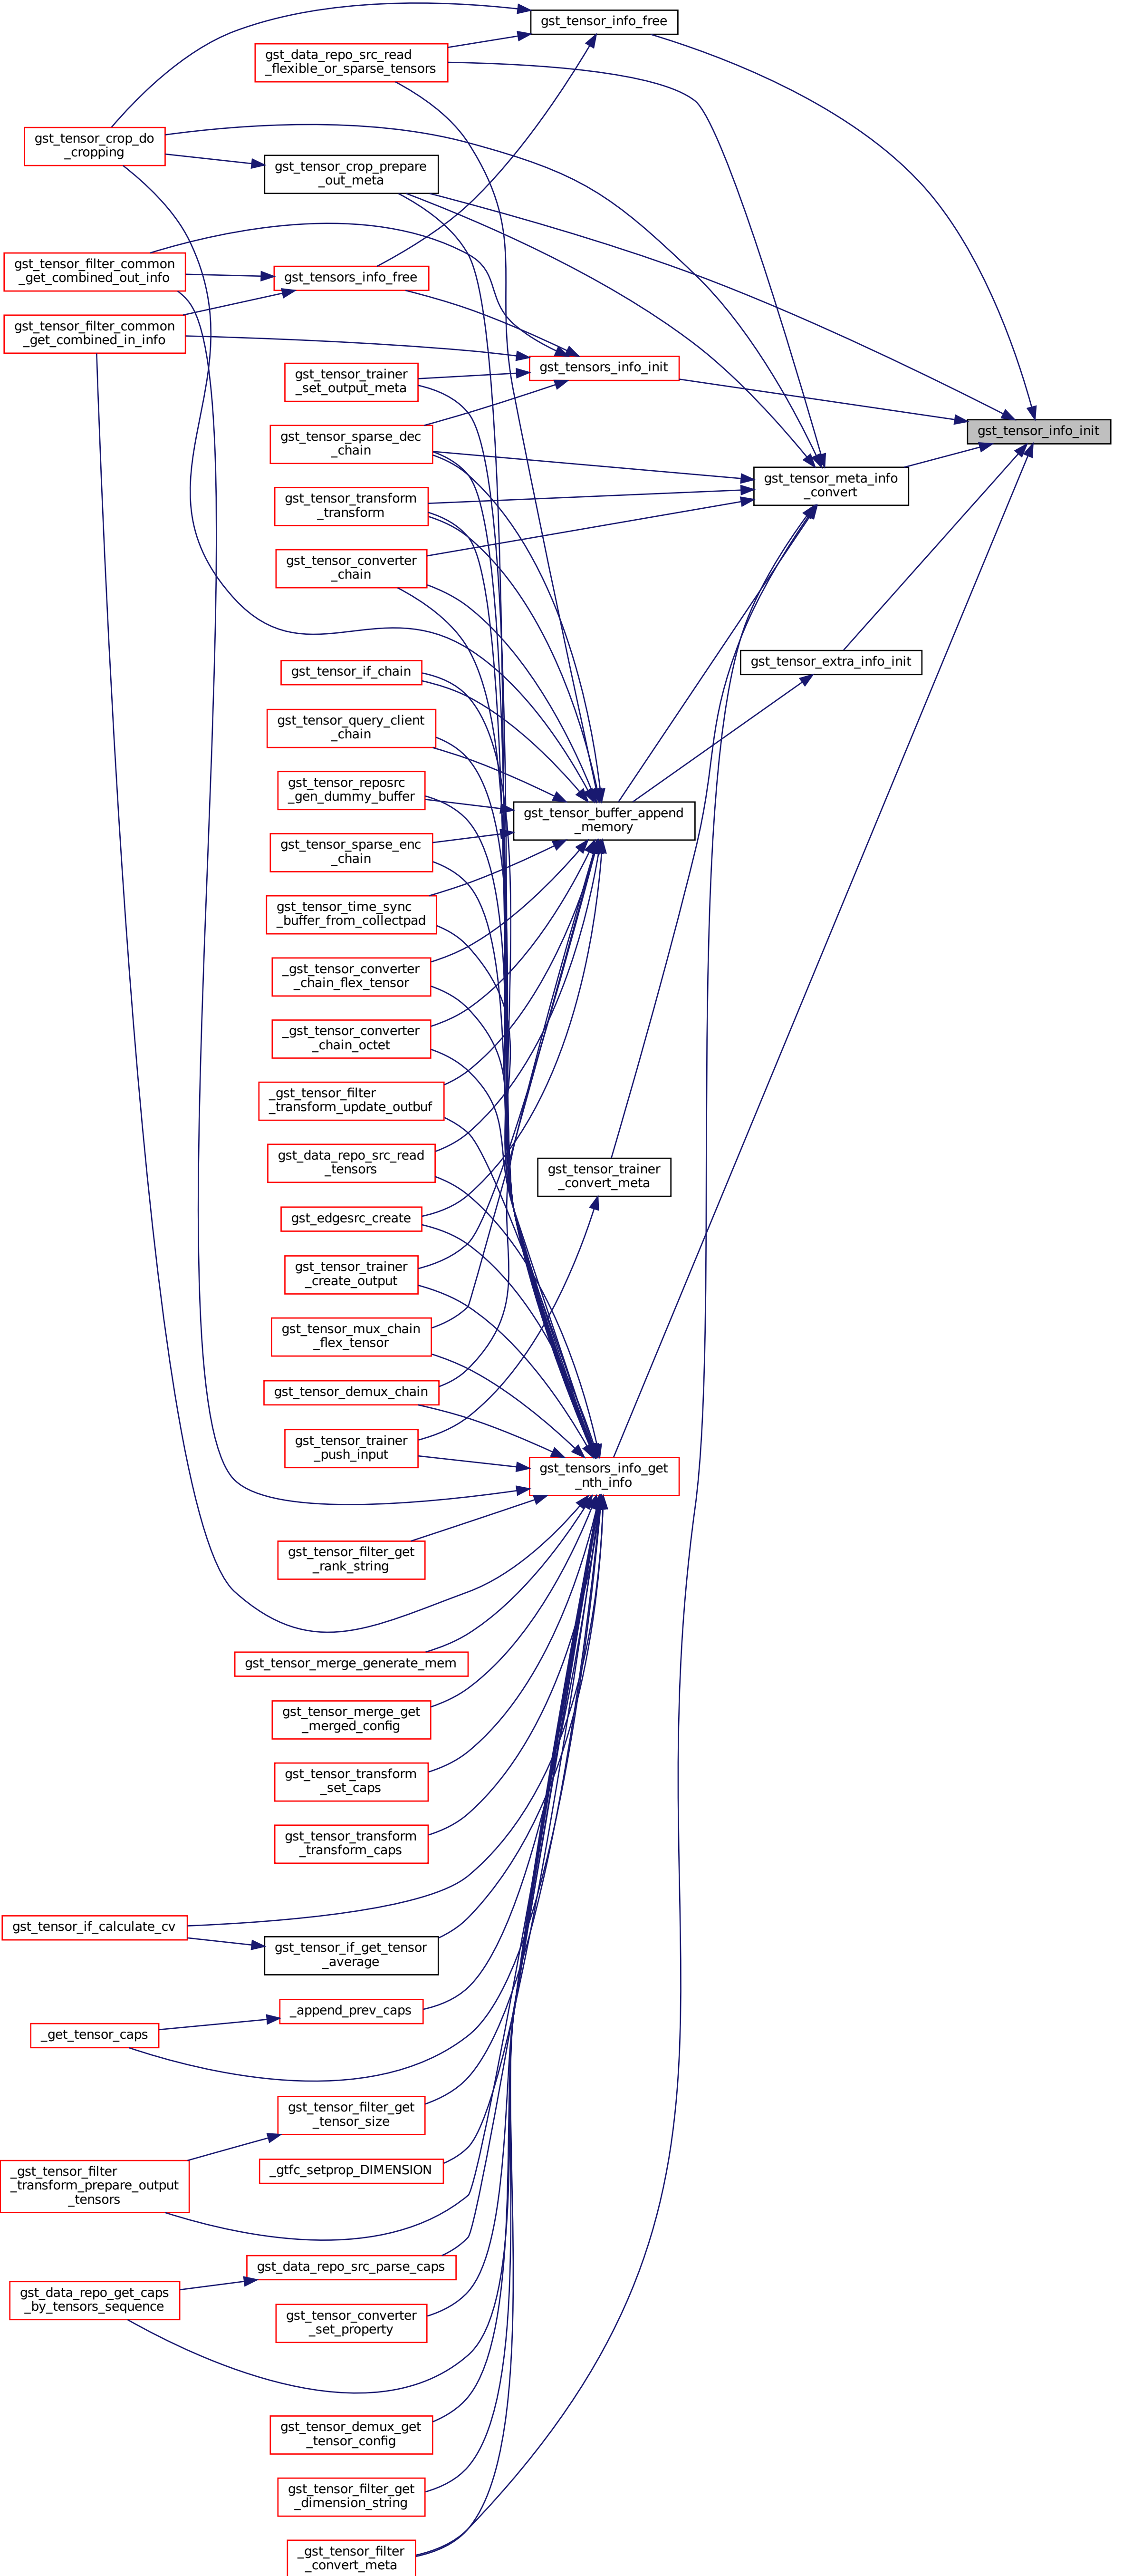 gst_tensor_info_free
gst_data_repo_src_read
_flexible_or_sparse_tensors
gst_tensor_crop_do
_cropping
gst_tensor_crop_prepare
_out_meta
gst_tensor_filter_common
_get_combined_out_info
gst_tensors_info_free
gst_tensor_filter_common
_get_combined_in_info
gst_tensors_info_init
gst_tensor_trainer
_set_output_meta
gst_tensor_info_init
gst_tensor_sparse_dec
_chain
gst_tensor_meta_info
_convert
gst_tensor_transform
_transform
gst_tensor_converter
_chain
gst_tensor_extra_info_init
gst_tensor_if_chain
gst_tensor_query_client
_chain
gst_tensor_reposrc
_gen_dummy_buffer
gst_tensor_buffer_append
_memory
gst_tensor_sparse_enc
_chain
gst_tensor_time_sync
_buffer_from_collectpad
_gst_tensor_converter
_chain_flex_tensor
_gst_tensor_converter
_chain_octet
_gst_tensor_filter
_transform_update_outbuf
gst_data_repo_src_read
_tensors
gst_tensor_trainer
_convert_meta
gst_edgesrc_create
gst_tensor_trainer
_create_output
gst_tensor_mux_chain
_flex_tensor
gst_tensor_demux_chain
gst_tensor_trainer
_push_input
gst_tensors_info_get
_nth_info
gst_tensor_filter_get
_rank_string
gst_tensor_merge_generate_mem
gst_tensor_merge_get
_merged_config
gst_tensor_transform
_set_caps
gst_tensor_transform
_transform_caps
gst_tensor_if_calculate_cv
gst_tensor_if_get_tensor
_average
_append_prev_caps
_get_tensor_caps
gst_tensor_filter_get
_tensor_size
_gtfc_setprop_DIMENSION
_gst_tensor_filter
_transform_prepare_output
_tensors
gst_data_repo_src_parse_caps
gst_data_repo_get_caps
_by_tensors_sequence
gst_tensor_converter
_set_property
gst_tensor_demux_get
_tensor_config
gst_tensor_filter_get
_dimension_string
_gst_tensor_filter
_convert_meta